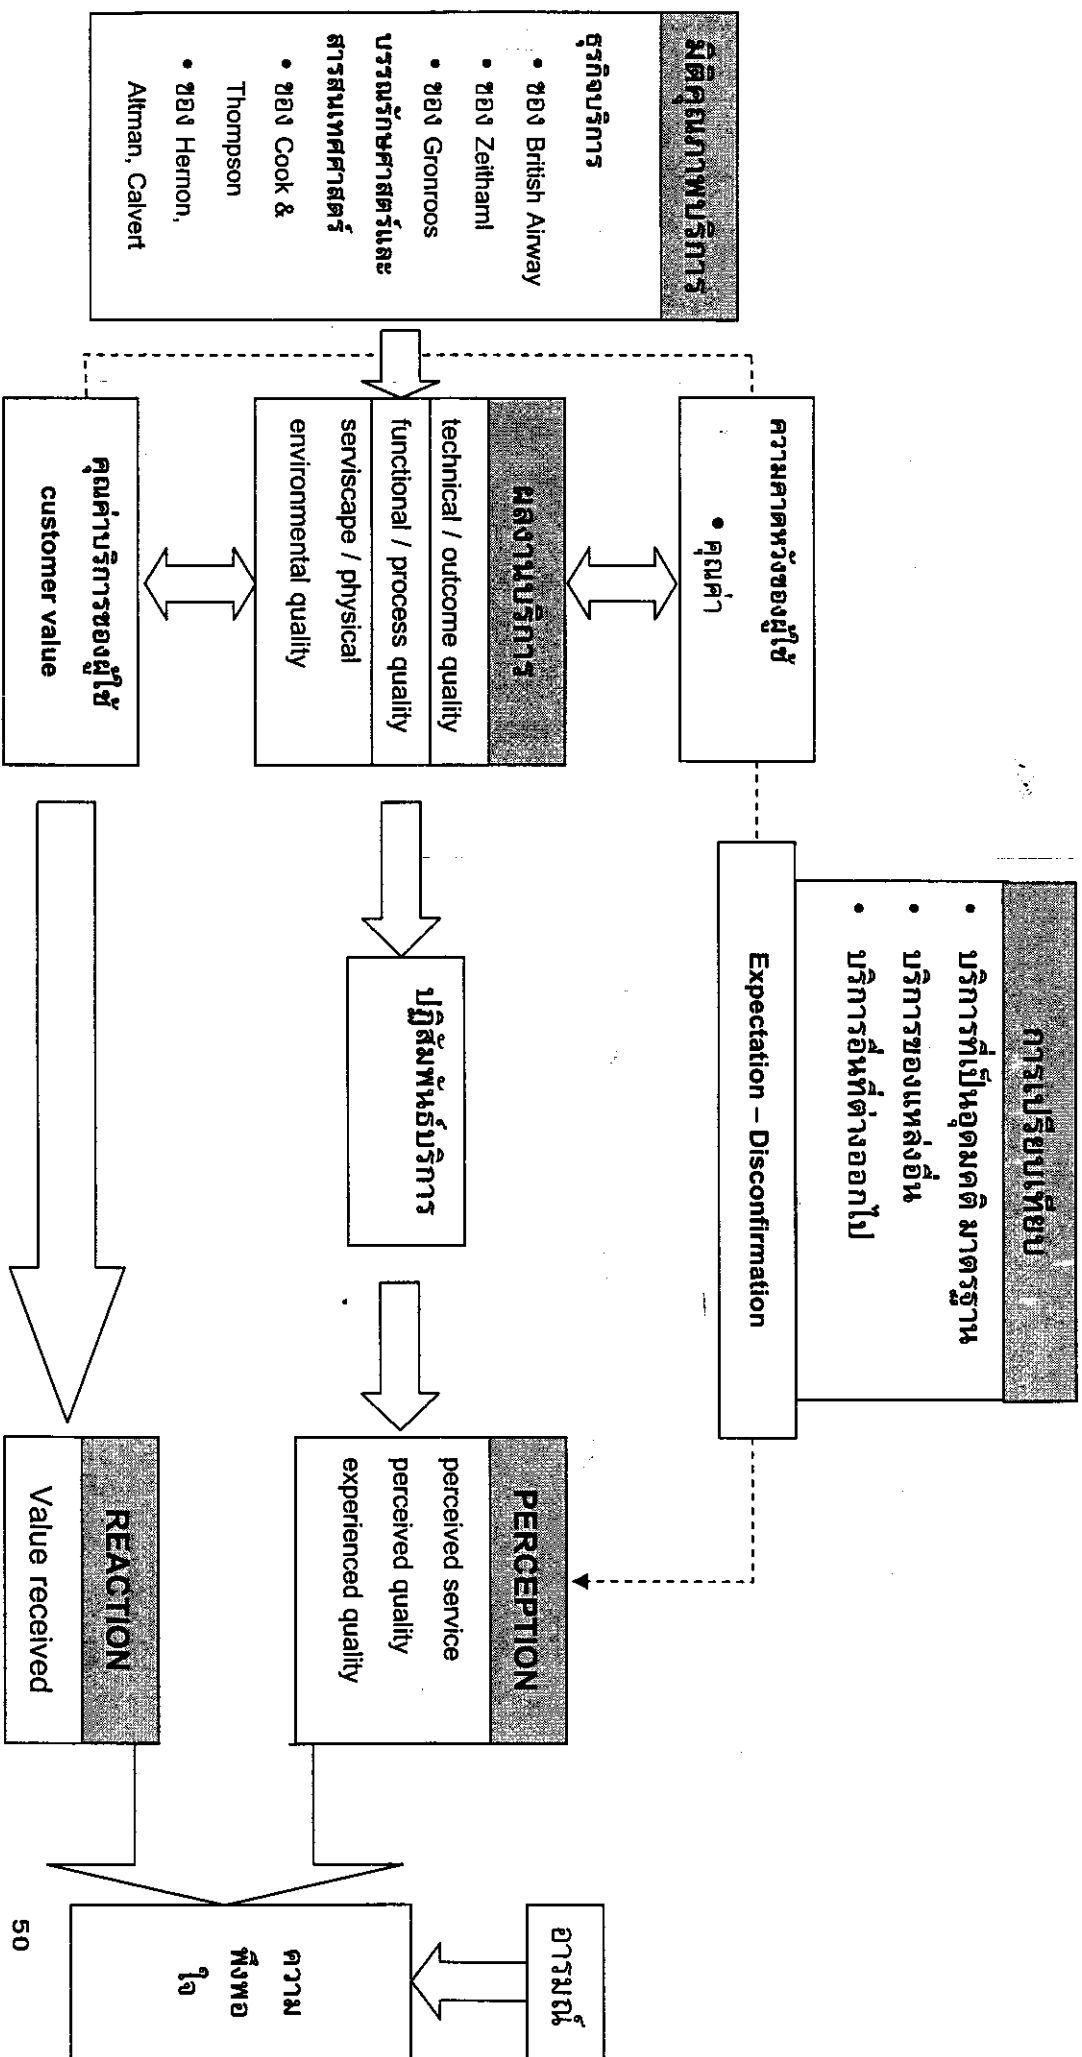 การเปรียบเทียบ
• บริการที่เป็นอุดมคติ มาตรฐาน
• บริการของแหล่งอื่น
• บริการอื่นที่ต่างออกไป
Expectation – Disconfirmation
มิติคุณภาพบริการ
ธุรกิจบริการ
• ของ British Airway
• ของ Zeithaml
• ของ Gronroos
บรรณรักษศาสตร์และ
สารสนเทศศาสตร์
• ของ Cook &
Thompson
• ของ Hernon,
Altman, Calvert
ความคาดหวังของผู้ใช้
• คุณค่า
ผลงานบริการ
technical / outcome quality
functional / process quality
serviscape / physical
environmental quality
คุณค่าบริการของผู้ใช้
customer value
ปฏิสัมพันธ์บริการ
PERCEPTION
perceived service
perceived quality
experienced quality
REACTION
Value received
อารมณ์
ความ
พึงพอ
ใจ
50